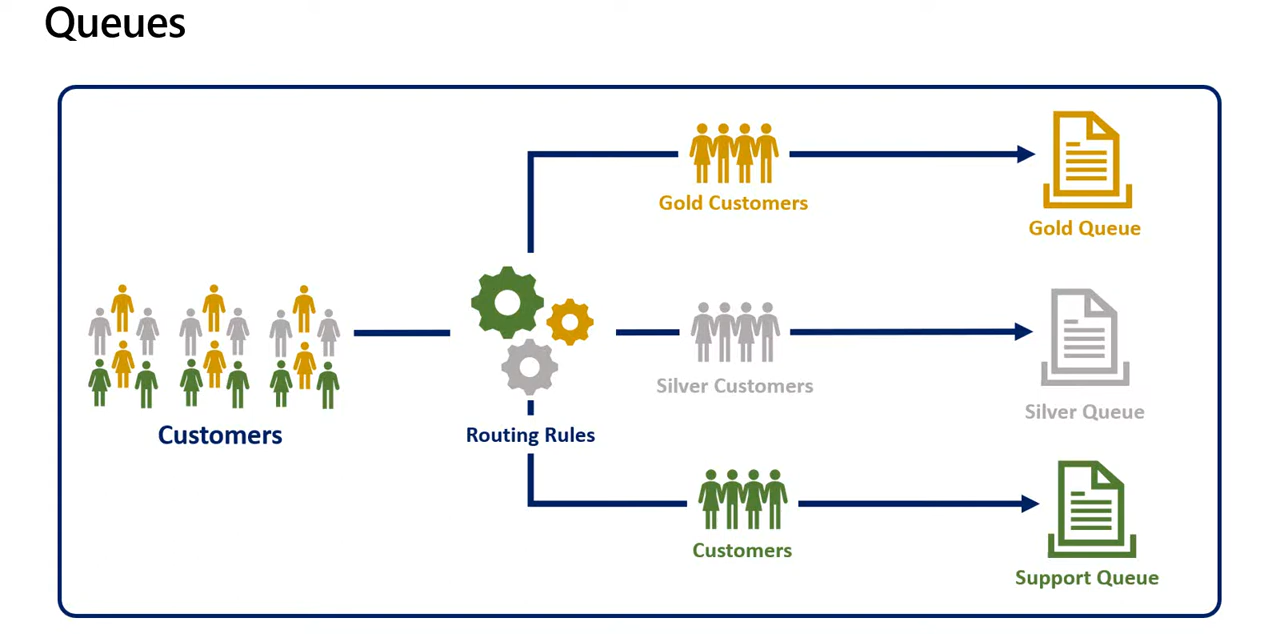 Queues
Gold Customers
Gold Queue
Customers
Routing Rules
Silver Customers
Silver Queue
Customers
Support Queue